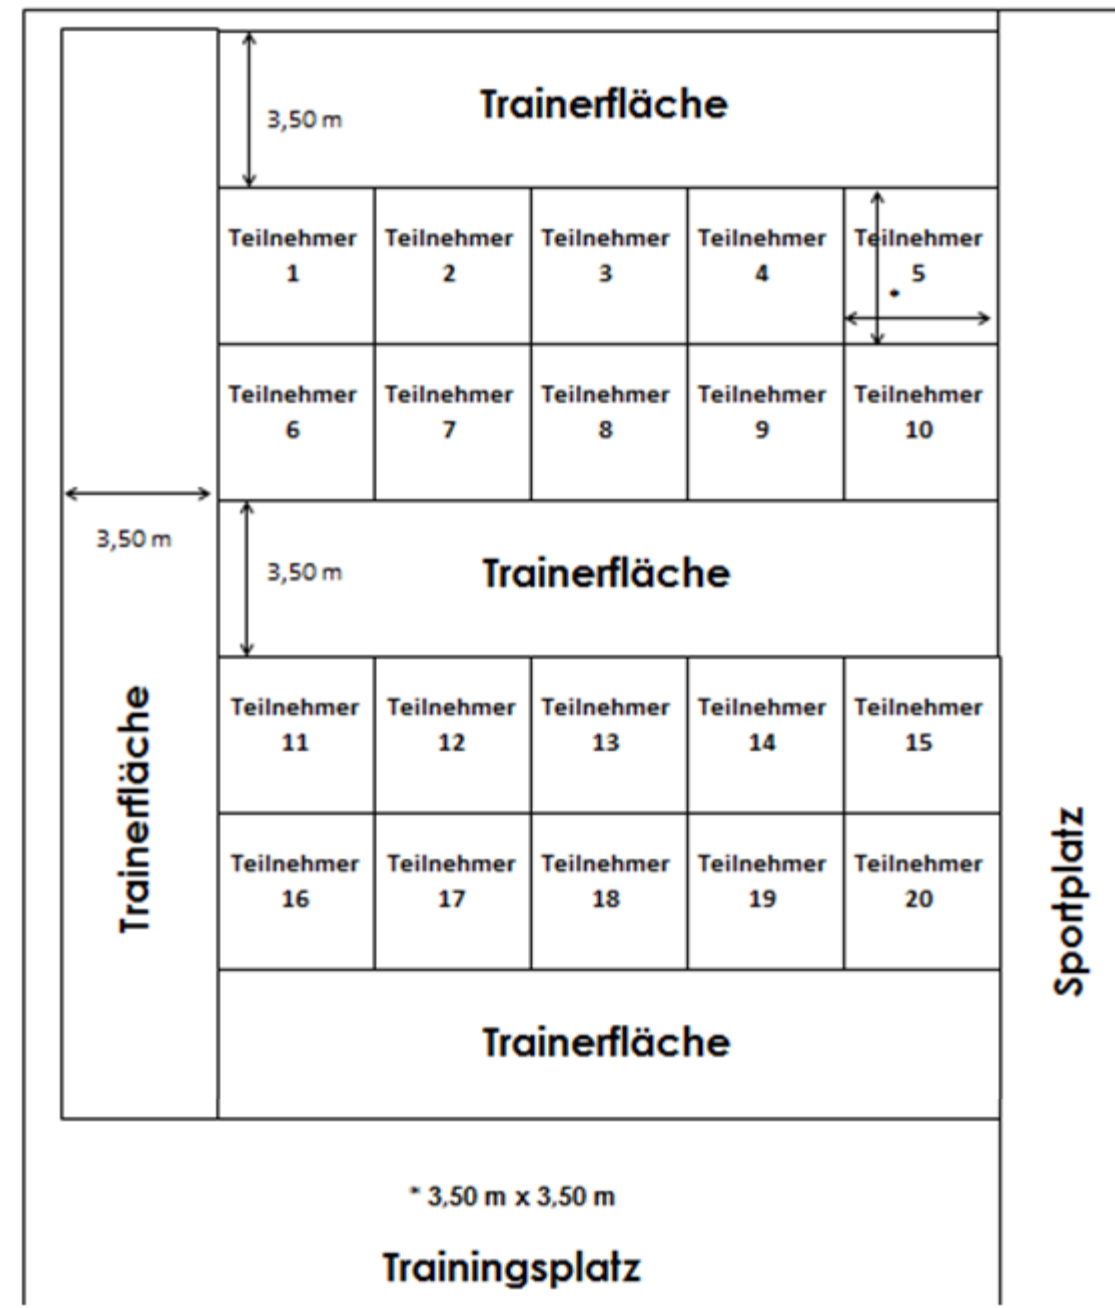 Trainerfläche
3,50 m
Teilnehmer
1
Teilnehmer
2
Teilnehmer
3
Teilnehmer
4
Teilnehmer
5
*
Teilnehmer
6
Teilnehmer
7
Teilnehmer
8
Teilnehmer
9
Teilnehmer
10
3,50 m
3,50 m
Trainerfläche
Trainerfläche
Teilnehmer
11
Teilnehmer
12
Teilnehmer
13
Teilnehmer
14
Teilnehmer
15
Teilnehmer
16
Teilnehmer
17
Teilnehmer
18
Teilnehmer
19
Teilnehmer
20
Sportplatz
Trainerfläche
* 3,50 m x 3,50 m
Trainingsplatz